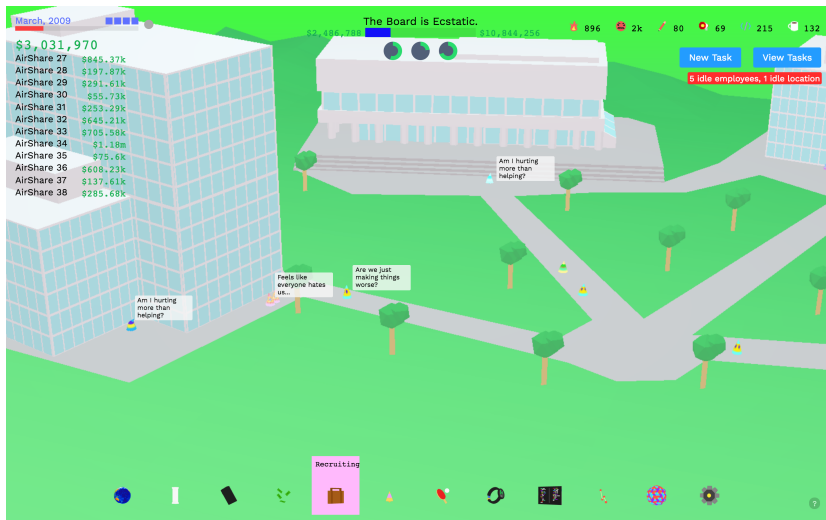 March, 2009
The Board is Ecstatic.
$3,486,788
$10,844,256
896
2k
80
69
215
132
$3,031,970
AirShare 27 $845.37k
AirShare 28 $197.87k
AirShare 29 $291.61k
AirShare 30 $55.73k
AirShare 31 $253.29k
AirShare 32 $645.21k
AirShare 33 $705.58k
AirShare 34 $1.18m
AirShare 35 $75.6k
AirShare 36 $608.23k
AirShare 37 $137.61k
AirShare 38 $285.68k
New Task
View Tasks
5 idle employees, 1 idle location
Am I hurting
more than
helping?
Are we just
making things
worse?
Feels like
everyone hates
us...
Am I hurting
more than
helping?
Recruiting
?